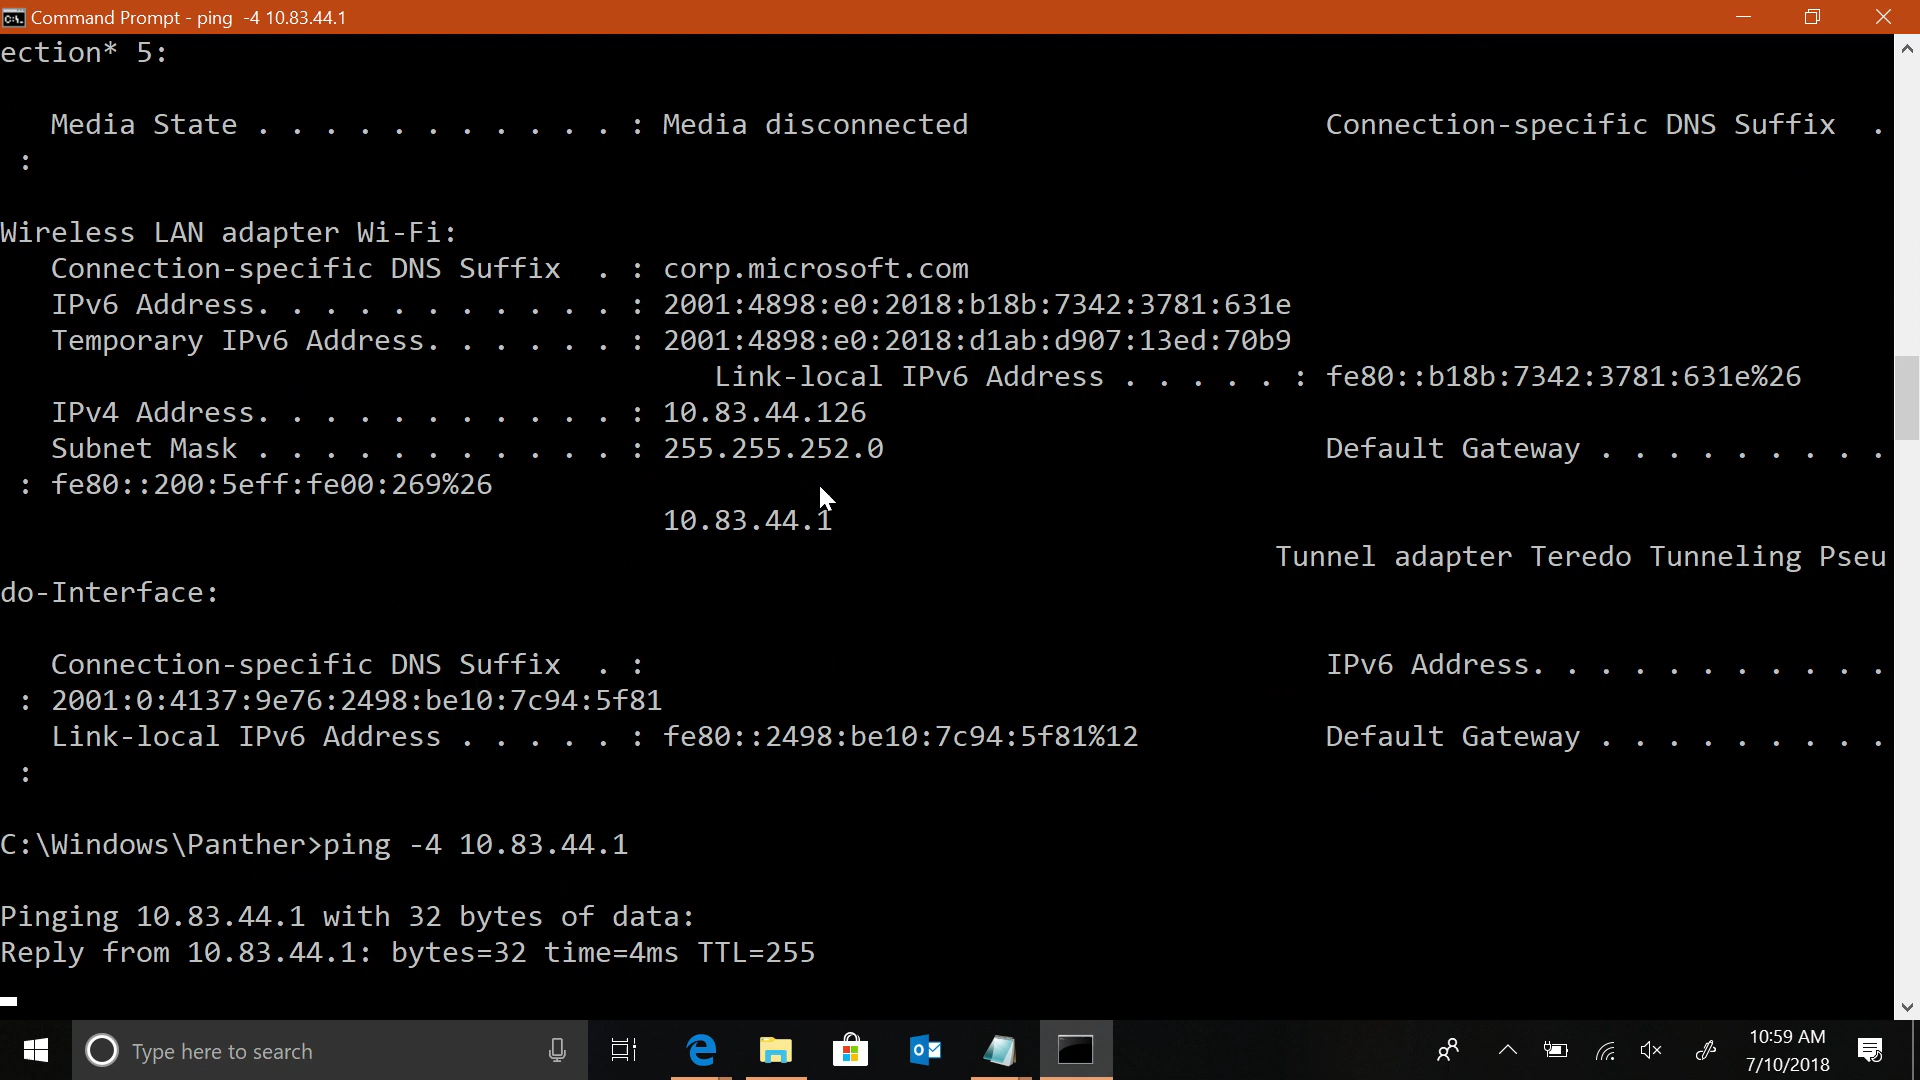 Command Prompt - ping  -4 10.83.44.1
ection* 5:
   Media State . . . . . . . . . . . : Media disconnected                     Connection-specific DNS Suffix  .
 :
Wireless LAN adapter Wi-Fi:
   Connection-specific DNS Suffix  . : corp.microsoft.com
   IPv6 Address. . . . . . . . . . . : 2001:4898:e0:2018:b18b:7342:3781:631e
   Temporary IPv6 Address. . . . . . : 2001:4898:e0:2018:d1ab:d907:13ed:70b9
                                          Link-local IPv6 Address . . . . . : fe80::b18b:7342:3781:631e%26
   IPv4 Address. . . . . . . . . . . : 10.83.44.126
   Subnet Mask . . . . . . . . . . . : 255.255.252.0                          Default Gateway . . . . . . . . .
 : fe80::200:5eff:fe00:269%26
                                       10.83.44.1
                                                                           Tunnel adapter Teredo Tunneling Pseu
do-Interface:
   Connection-specific DNS Suffix  . :                                        IPv6 Address. . . . . . . . . . .
 : 2001:0:4137:9e76:2498:be10:7c94:5f81
   Link-local IPv6 Address . . . . . : fe80::2498:be10:7c94:5f81%12           Default Gateway . . . . . . . . .
 :
C:\Windows\Panther>ping -4 10.83.44.1
Pinging 10.83.44.1 with 32 bytes of data:
Reply from 10.83.44.1: bytes=32 time=4ms TTL=255
Type here to search
10:59 AM
7/10/2018